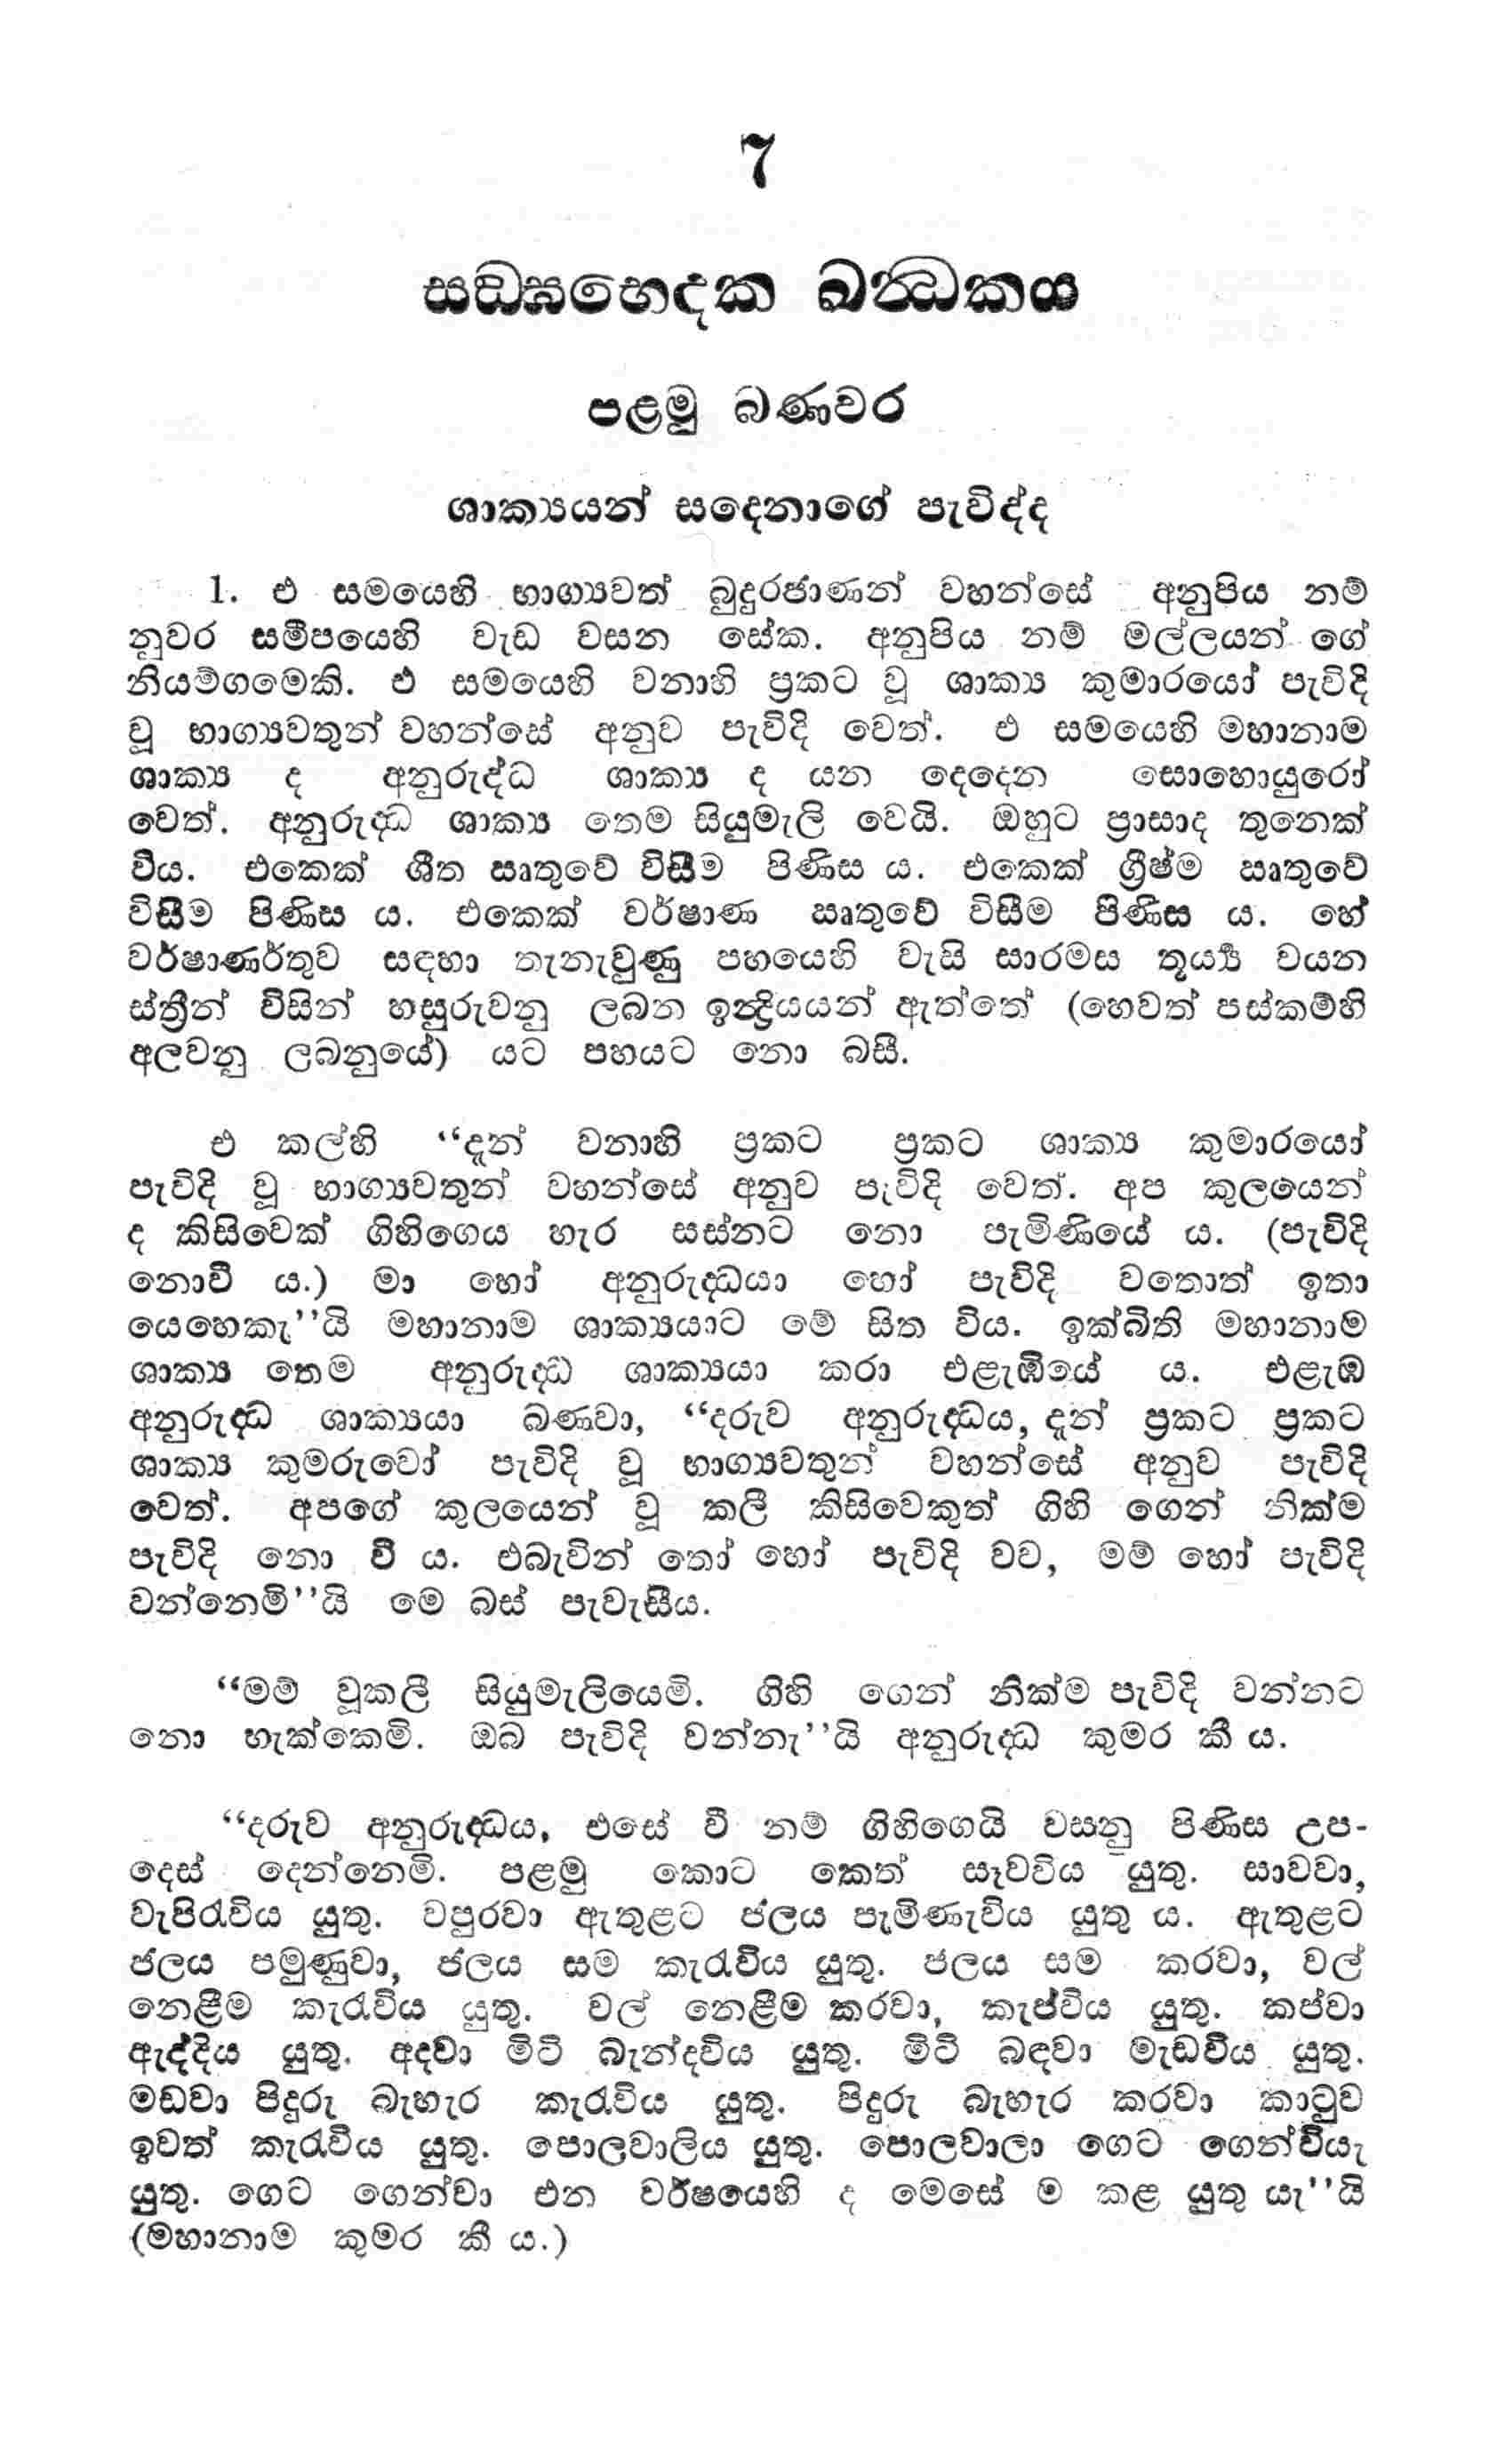 7
සඞ්ඝභෙදක ඛන්ධකය
පළමු බණවර
ශාක්‍යයන් සදෙනාගේ පැවිද්ද
1. එ සමයෙහි භාග්‍යවත් බුදුරජාණන් වහන්සේ අනුපිය නම්
නුවර සමීපයෙහි වැඩ වසන සේක. අනුපිය නම් මල්ලයන් ගේ
නියම්ගමෙකි. එ සමයෙහි වනාහි ප්‍රකට වූ ශාක්‍ය කුමාරයෝ පැවිදි
වූ භාග්‍යවතුන් වහන්සේ අනුව පැවිදි වෙත්. එ සමයෙහි මහානාම
ශාක්‍ය ද අනුරුද්ධ ශාක්‍ය ද යන දෙදෙන සොහොයුරෝ
වෙත්. අනුරුද්‍ධ ශාක්‍ය තෙම සියුමැලි වෙයි. ඔහුට ප්‍රාසාද තුනෙක්
විය. එකෙක් ශීත ඍතුවේ විසීම පිණිස ය. එකෙක් ග්‍රීෂ්ම ඍතුවේ
විසීම පිණිස ය. එකෙක් වර්ෂාණ ඍතුවේ විසීම පිණිස ය. හේ
වර්ෂාණර්තුව සඳහා තැනැවුණු පහයෙහි වැසි සාරමස තූර්‍ය්‍ය වයන
ස්ත්‍රීන් විසින් හසුරුවනු ලබන ඉන්‍ද්‍රියයන් ඇත්තේ (හෙවත් පස්කම්හි
අලවනු ලබනුයේ) යට පහයට නො බසී.
එ කල්හි “දැන් වනාහි ප්‍රකට ප්‍රකට ශාක්‍ය කුමාරයෝ
පැවිදි වූ භාග්‍යවතුන් වහන්සේ අනුව පැවිදි වෙත්. අප කුලයෙන්
ද කිසිවෙක් ගිහිගෙය හැර සස්නට නො පැමිණියේ ය. (පැවිදි
නොවී ය.) මා හෝ අනුරුද්‍ධයා හෝ පැවිදි වතොත් ඉතා
යෙහෙකැ’’යි මහානාම ශාක්‍යයාට මේ සිත විය. ඉක්බිති මහානාම
ශාක්‍ය තෙම අනුරුද්‍ධ ශාක්‍යයා කරා එළැඹියේ ය. එළැඹ
අනුරුද්‍ධ ශාක්‍යයා බණවා, “දරුව අනුරුද්‍ධය, දැන් ප්‍රකට ප්‍රකට
ශාක්‍ය කුමරුවෝ පැවිදි වූ භාග්‍යවතුන් වහන්සේ අනුව පැවිදි
වෙත්. අපගේ කුලයෙන් වූ කලී කිසිවෙකුත් ගිහි ගෙන් නික්ම
පැවිදි නො වී ය. එබැවින් තෝ හෝ පැවිදි වව, මම් හෝ පැවිදි
වන්නෙමි’’යි මෙ බස් පැවැසීය.
“මම් වූකලී සියුමැලියෙමි. ගිහි ගෙන් නික්ම පැවිදි වන්නට
නො හැක්කෙමි. ඔබ පැවිදි වන්නැ’’යි අනුරුද්‍ධ කුමර කී ය.
“දරුව අනුරුද්‍ධය, එසේ වී නම් ගිහිගෙයි වසනු පිණිස උප-
දෙස් දෙන්නෙමි. පළමු කොට කෙත් සෑවවිය යුතු. සාවවා,
වැපිරැවිය යුතු. වපුරවා ඇතුළට ජලය පැමිණැවිය යුතු ය. ඇතුළට
ජලය පමුණුවා, ජලය සම කැරැවිය යුතු. ජලය සම කරවා, වල්
නෙළීම කැරැවිය යුතු. වල් නෙළීම කරවා, කැප්විය යුතු. කප්වා
ඇද්දිය යුතු. අදවා මිටි බැන්දවිය යුතු. මිටි බඳවා මැඩවිය යුතු.
මඩවා පිදුරු බැහැර කැරැවිය යුතු. පිදුරු බැහැර කරවා කාටුව
ඉවත් කැරැවිය යුතු. පොලවාලිය යුතු. පොලවාලා ගෙට ගෙන්වියැ
යුතු. ගෙට ගෙන්වා එන වර්ෂයෙහි ද මෙසේ ම කළ යුතු යැ’’යි
(මහානාම කුමර කී ය.)